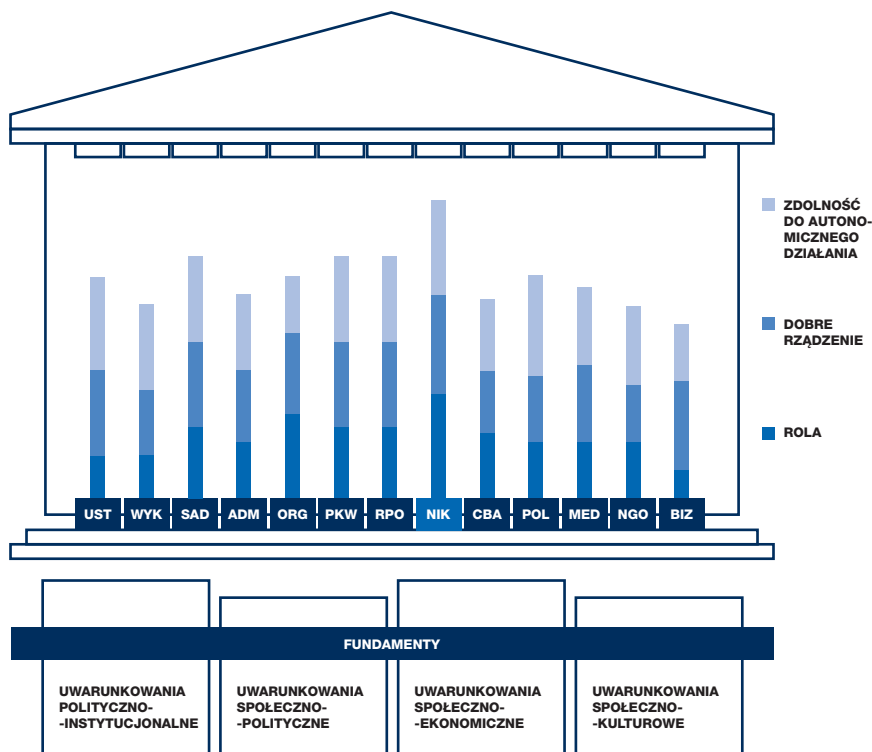 ZDOLNOŚĆ
DO AUTONO-
MICZNEGO
DZIAŁANIA
DOBRE
RZĄDZENIE
ROLA
UST WYK SAD ADM ORG PKW RPO NIK CBA POL MED NGO BIZ
FUNDAMENTY
UWARUNKOWANIA
POLITYCZNO-
-INSTYTUCJONALNE
UWARUNKOWANIA
SPOŁECZNO-
-POLITYCZNE
UWARUNKOWANIA
SPOŁECZNO-
-EKONOMICZNE
UWARUNKOWANIA
SPOŁECZNO-
-KULTUROWE